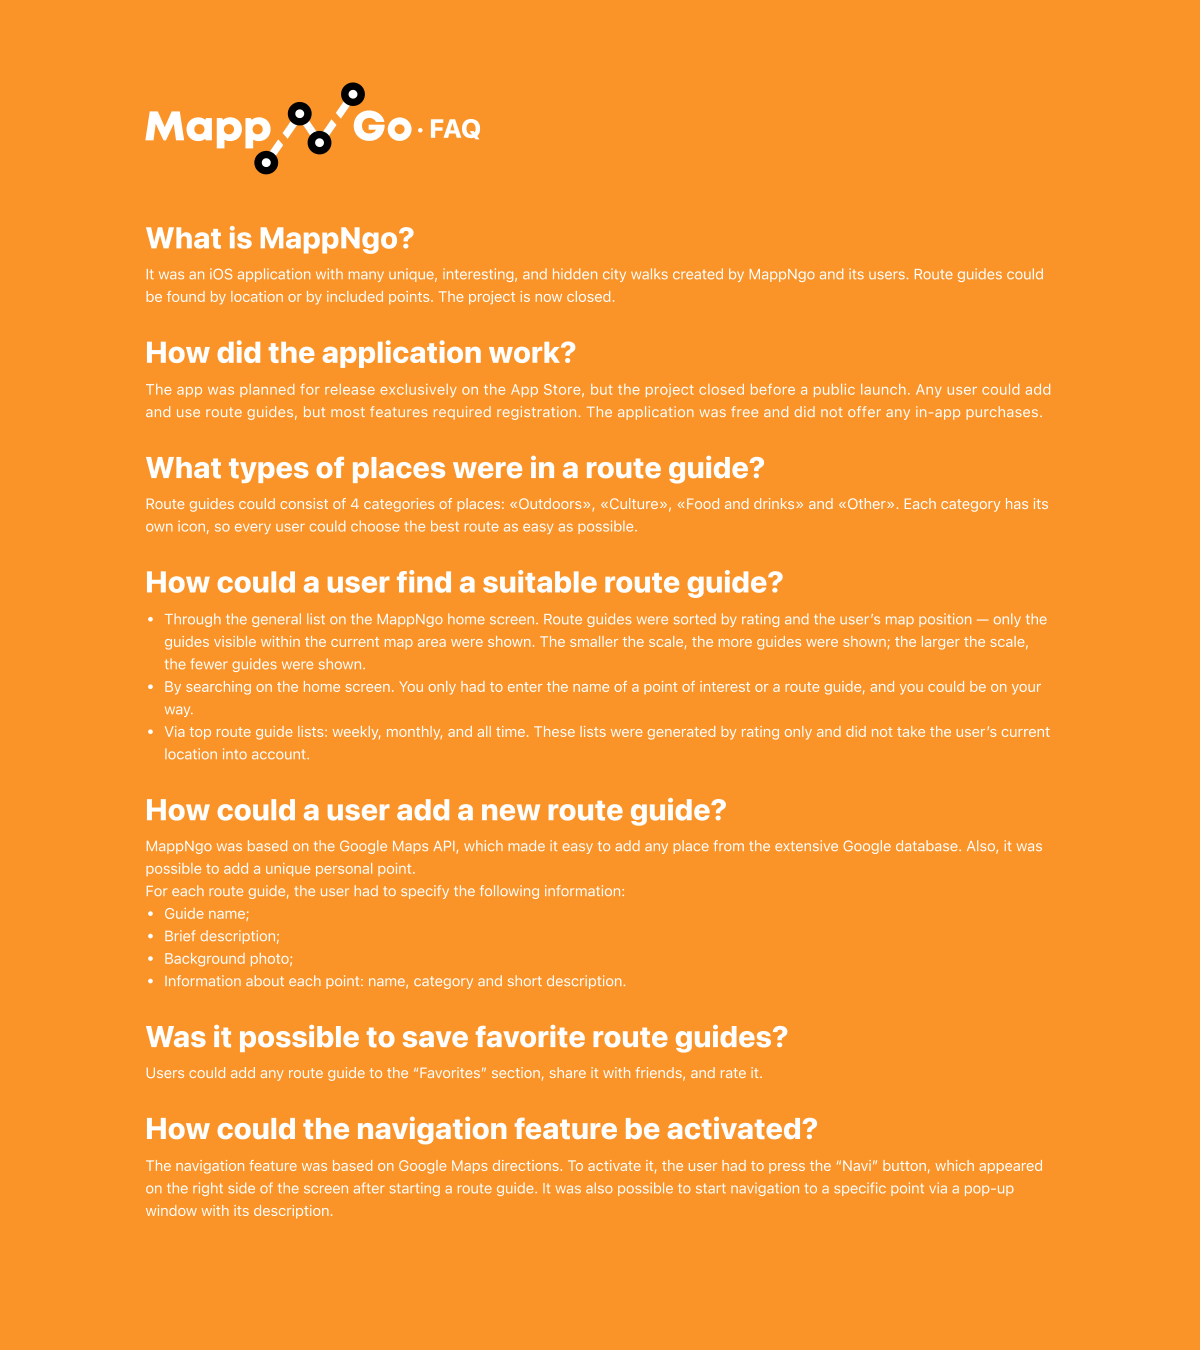 MappNGo · FAQ
What is MappNgo?
It was an iOS application with many unique, interesting, and hidden city walks created by MappNgo and its users. Route guides could
be found by location or by included points. The project is now closed.
How did the application work?
The app was planned for release exclusively on the App Store, but the project closed before a public launch. Any user could add
and use route guides, but most features required registration. The application was free and did not offer any in-app purchases.
What types of places were in a route guide?
Route guides could consist of 4 categories of places: «Outdoors», «Culture», «Food and drinks» and «Other». Each category has its
own icon, so every user could choose the best route as easy as possible.
How could a user find a suitable route guide?
• Through the general list on the MappNgo home screen. Route guides were sorted by rating and the user’s map position — only the
guides visible within the current map area were shown. The smaller the scale, the more guides were shown; the larger the scale,
the fewer guides were shown.
• By searching on the home screen. You only had to enter the name of a point of interest or a route guide, and you could be on your
way.
• Via top route guide lists: weekly, monthly, and all time. These lists were generated by rating only and did not take the user’s current
location into account.
How could a user add a new route guide?
MappNgo was based on the Google Maps API, which made it easy to add any place from the extensive Google database. Also, it was
possible to add a unique personal point.
For each route guide, the user had to specify the following information:
• Guide name;
• Brief description;
• Background photo;
• Information about each point: name, category and short description.
Was it possible to save favorite route guides?
Users could add any route guide to the “Favorites” section, share it with friends, and rate it.
How could the navigation feature be activated?
The navigation feature was based on Google Maps directions. To activate it, the user had to press the “Navi” button, which appeared
on the right side of the screen after starting a route guide. It was also possible to start navigation to a specific point via a pop-up
window with its description.